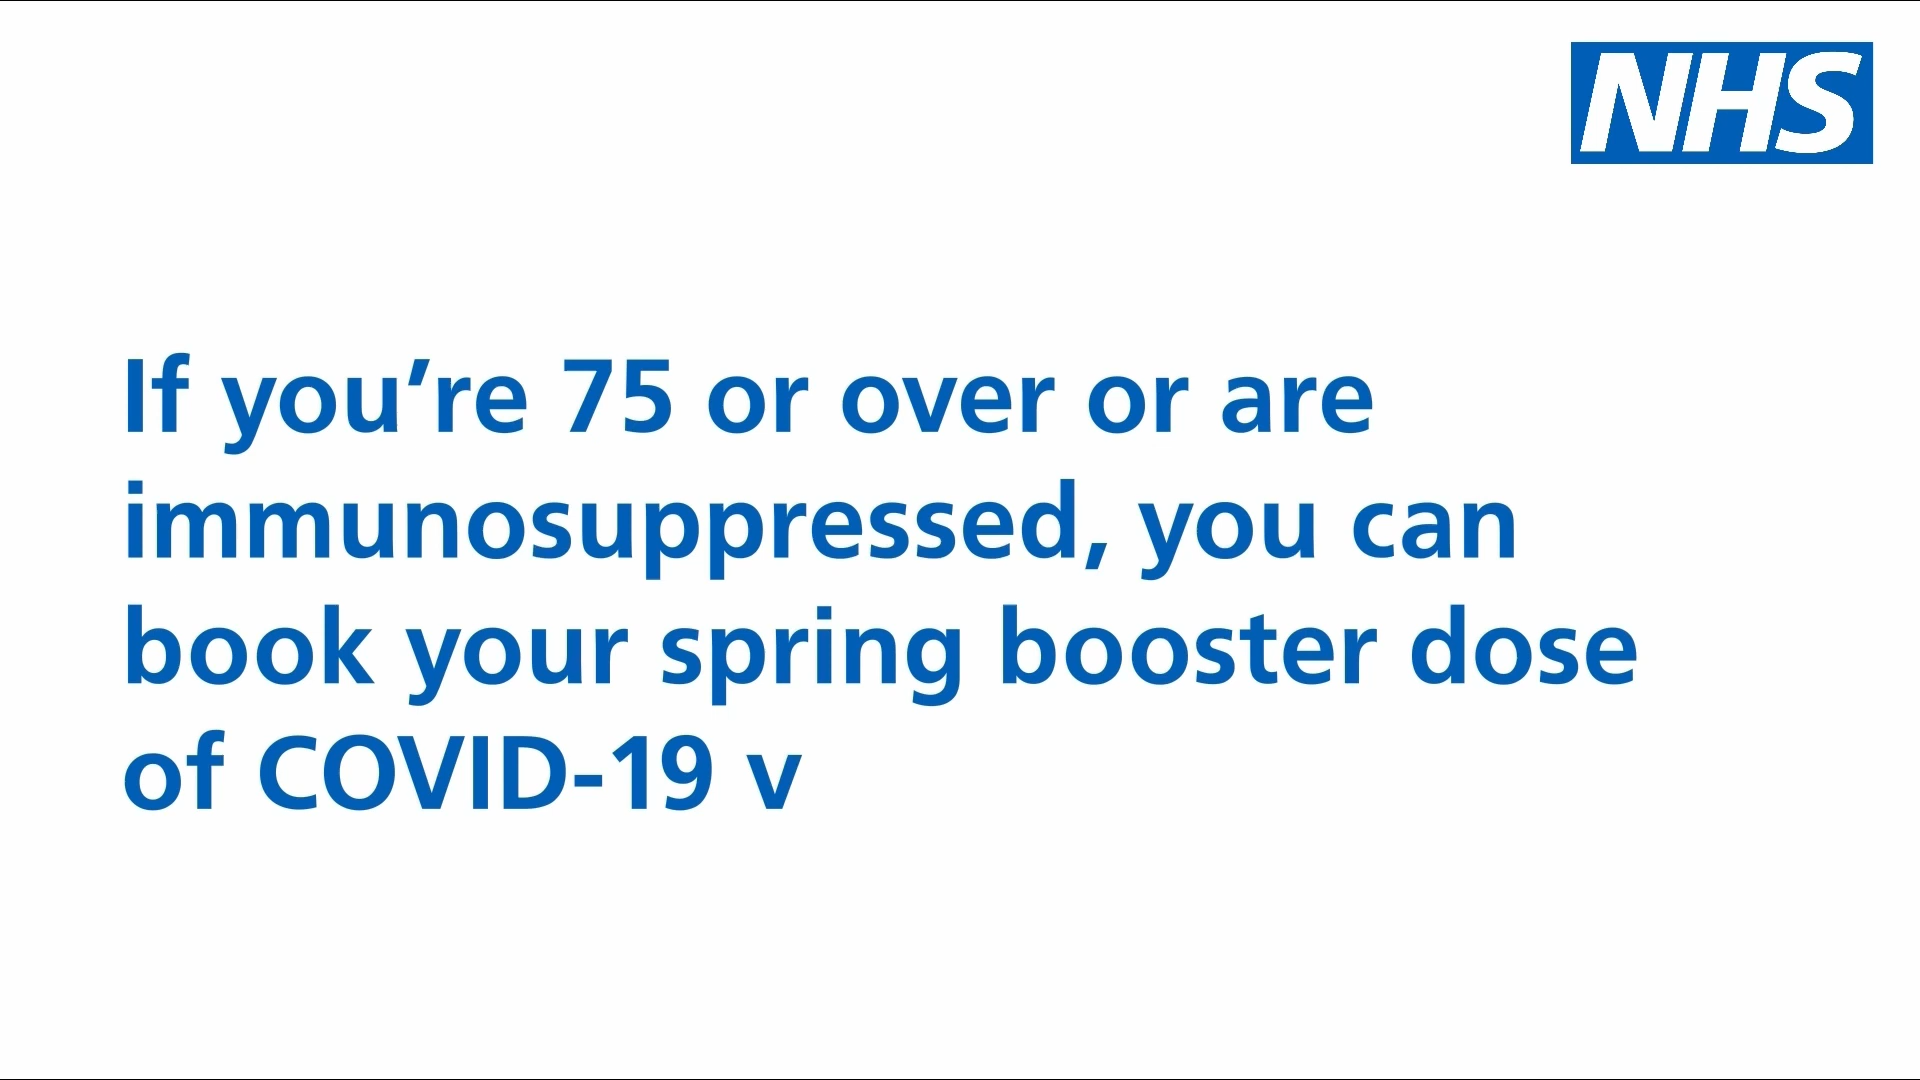 NHS
If you’re 75 or over or are
immunosuppressed, you can
book your spring booster dose
of COVID-19 v